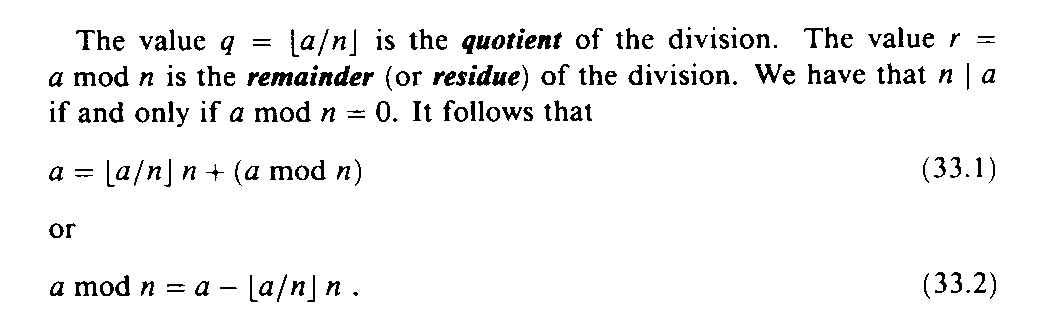 The value q = ⌊a/n⌋ is the quotient of the division. The value r =
a mod n is the remainder (or residue) of the division. We have that n | a
if and only if a mod n = 0. It follows that
a = ⌊a/n⌋ n + (a mod n) (33.1)
or
a mod n = a − ⌊a/n⌋ n . (33.2)